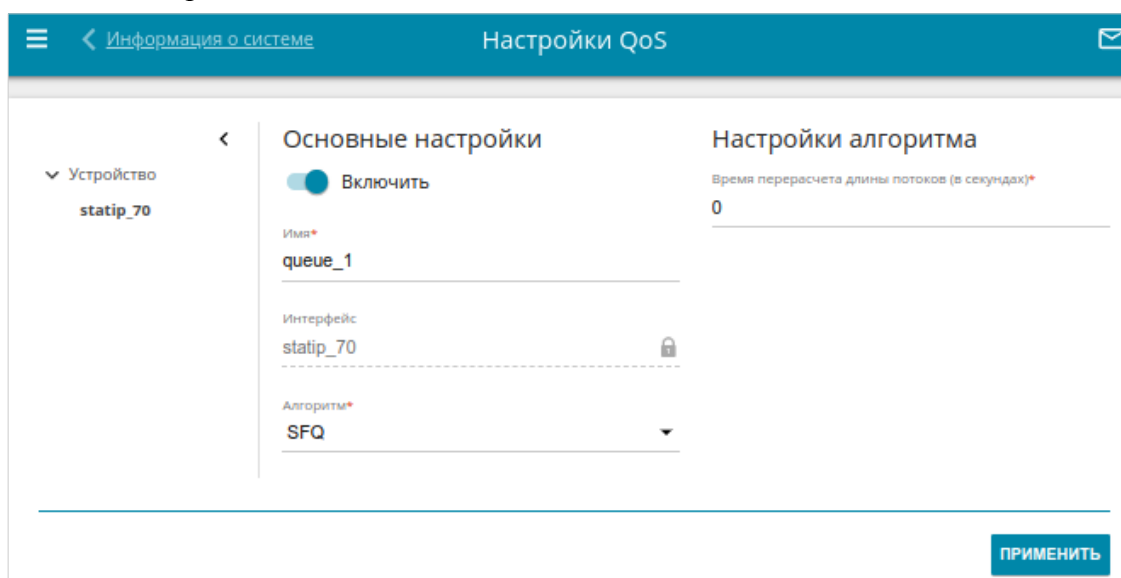 Информация о системе
Настройки QoS
Устройство
statip_70
Основные настройки
Включить
Имя*
queue_1
Интерфейс
statip_70
Алгоритм*
SFQ
Настройки алгоритма
Время перерасчета длины потоков (в секундах)*
0
ПРИМЕНИТЬ